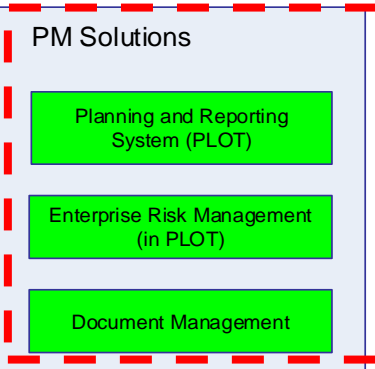 PM Solutions
Planning and Reporting
System (PLOT)
Enterprise Risk Management
(in PLOT)
Document Management